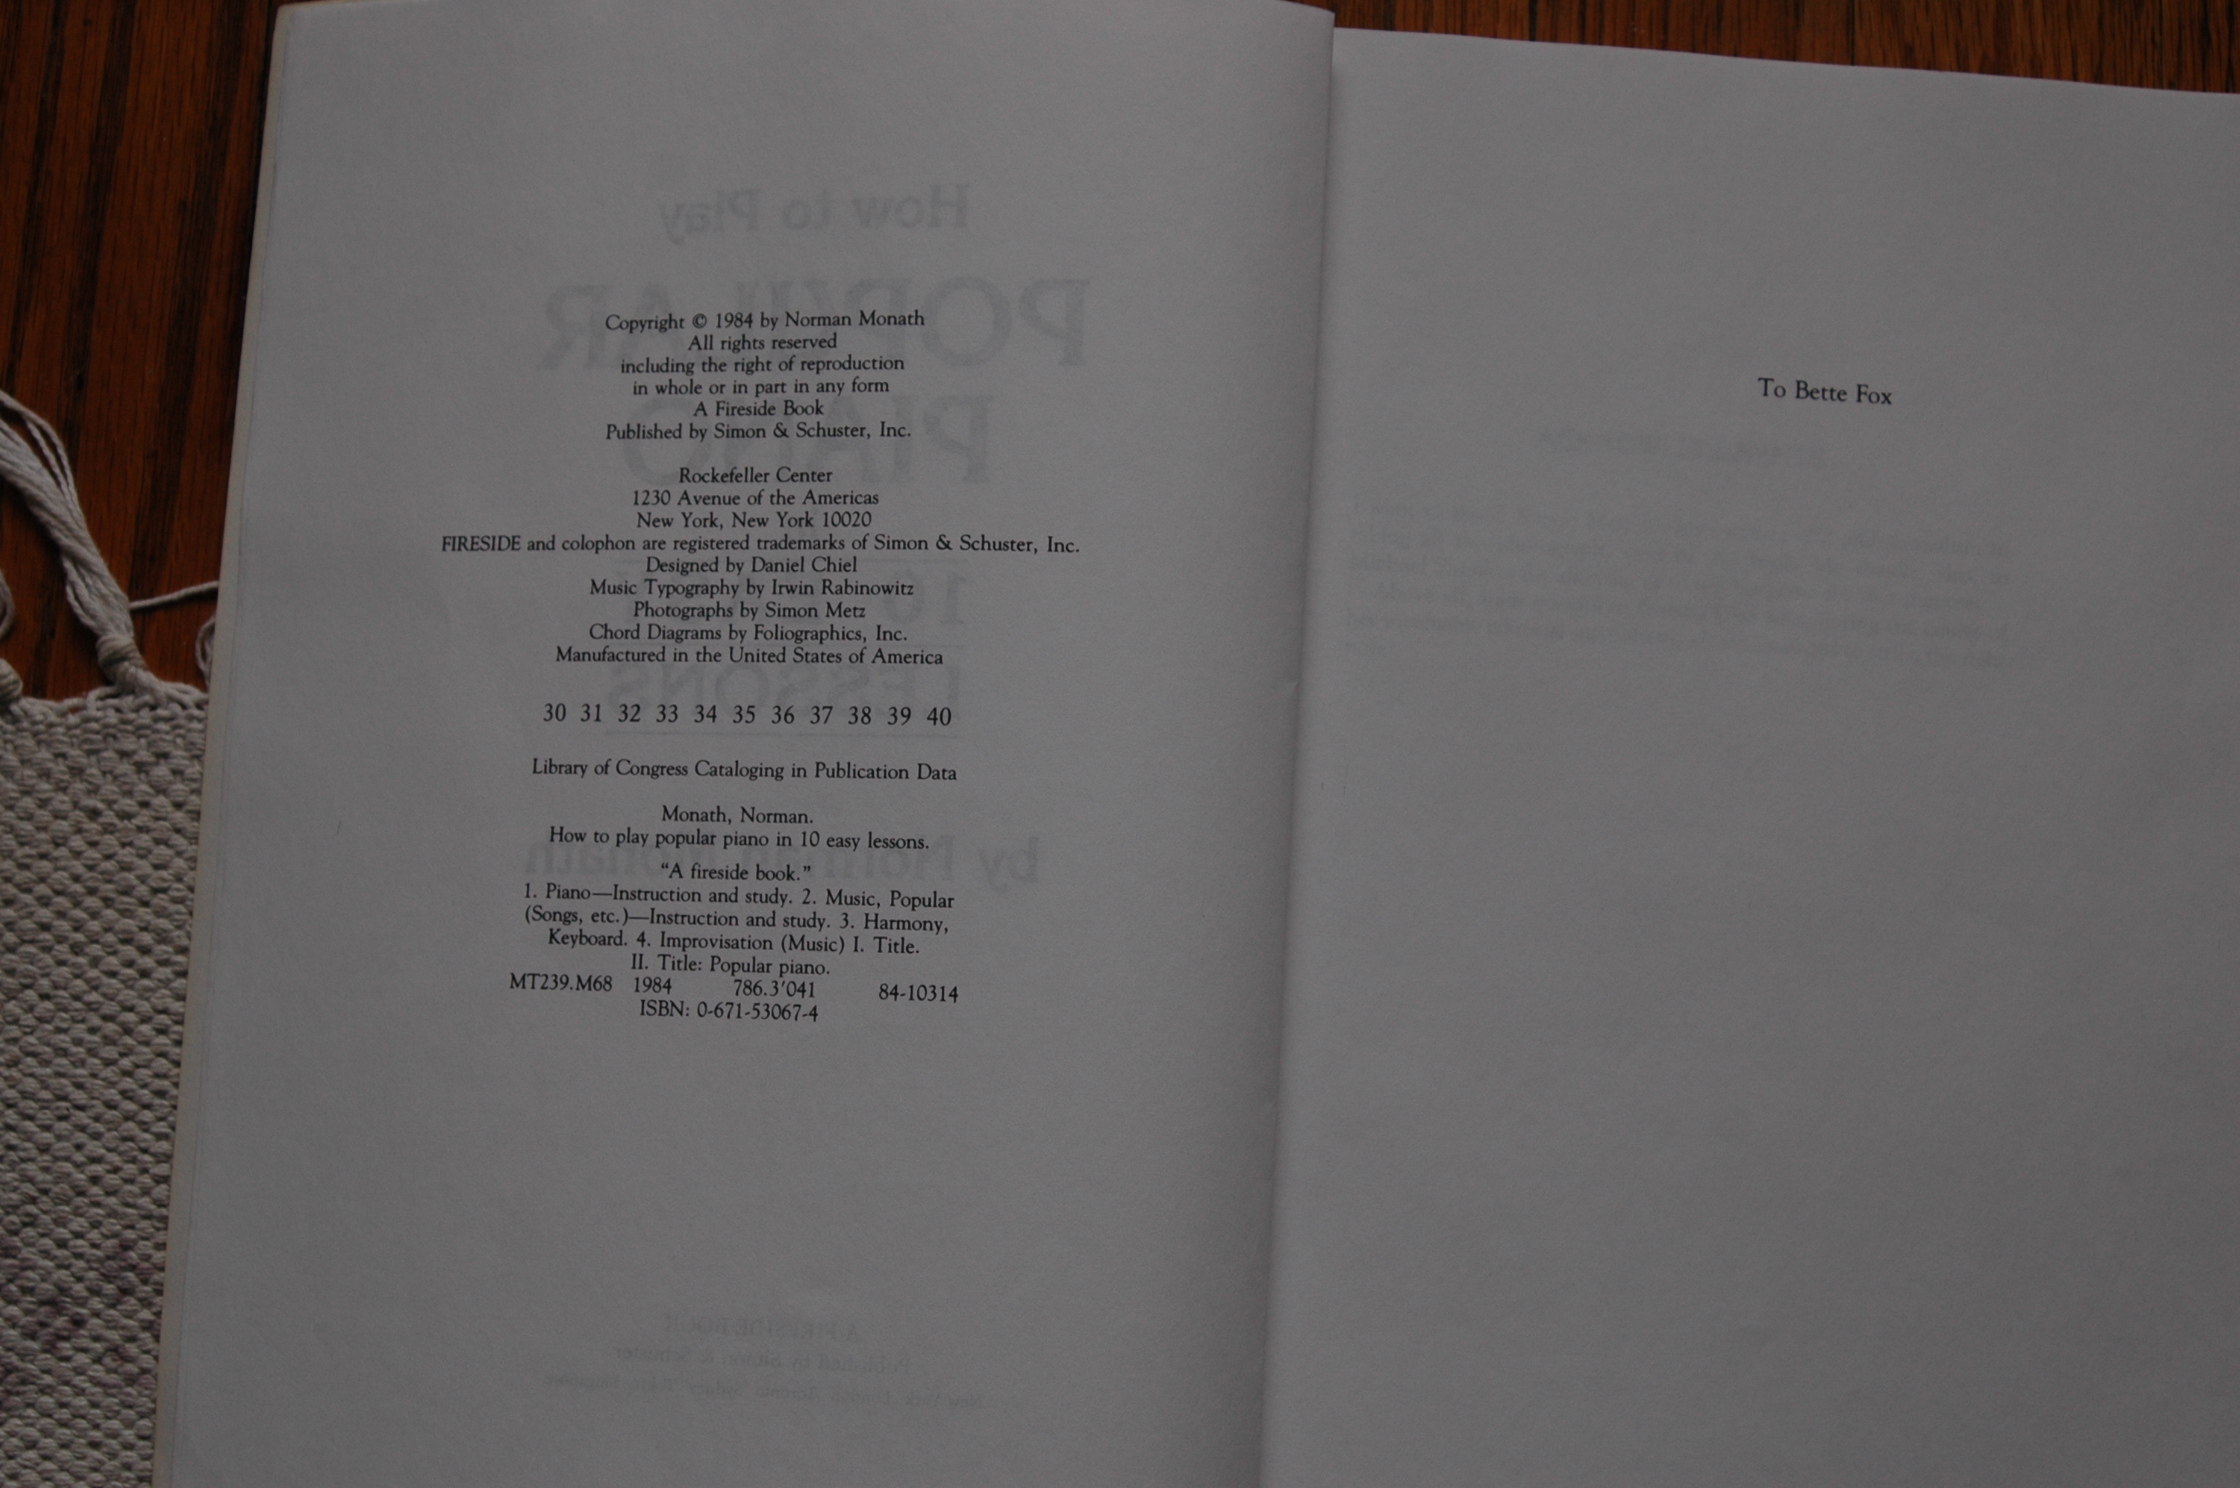 Copyright © 1984 by Norman Monath
All rights reserved
including the right of reproduction
in whole or in part in any form
A Fireside Book
Published by Simon & Schuster, Inc.
Rockefeller Center
1230 Avenue of the Americas
New York, New York 10020
FIRESIDE and colophon are registered trademarks of Simon & Schuster, Inc.
Designed by Daniel Chiel
Music Typography by Irwin Rabinowitz
Photographs by Simon Metz
Chord Diagrams by Foliographics, Inc.
Manufactured in the United States of America
30 31 32 33 34 35 36 37 38 39 40
Library of Congress Cataloging in Publication Data
Monath, Norman.
How to play popular piano in 10 easy lessons.
“A fireside book.”
1. Piano—Instruction and study. 2. Music, Popular
(Songs, etc.)—Instruction and study. 3. Harmony,
Keyboard. 4. Improvisation (Music) I. Title.
II. Title: Popular piano.
MT239.M68 1984 786.3'041 84-10314
ISBN: 0-671-53067-4
To Bette Fox